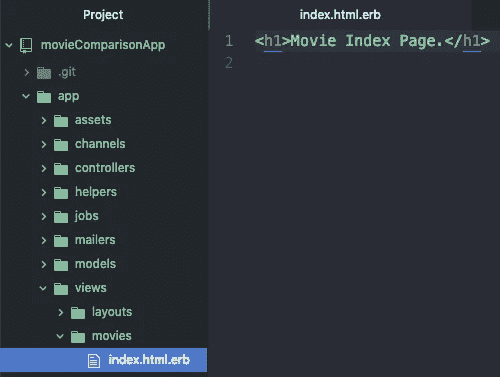 Project
movieComparisonApp
.git
app
assets
channels
controllers
helpers
jobs
mailers
models
views
layouts
movies
index.html.erb
index.html.erb
1 <h1>Movie Index Page.</h1>
2